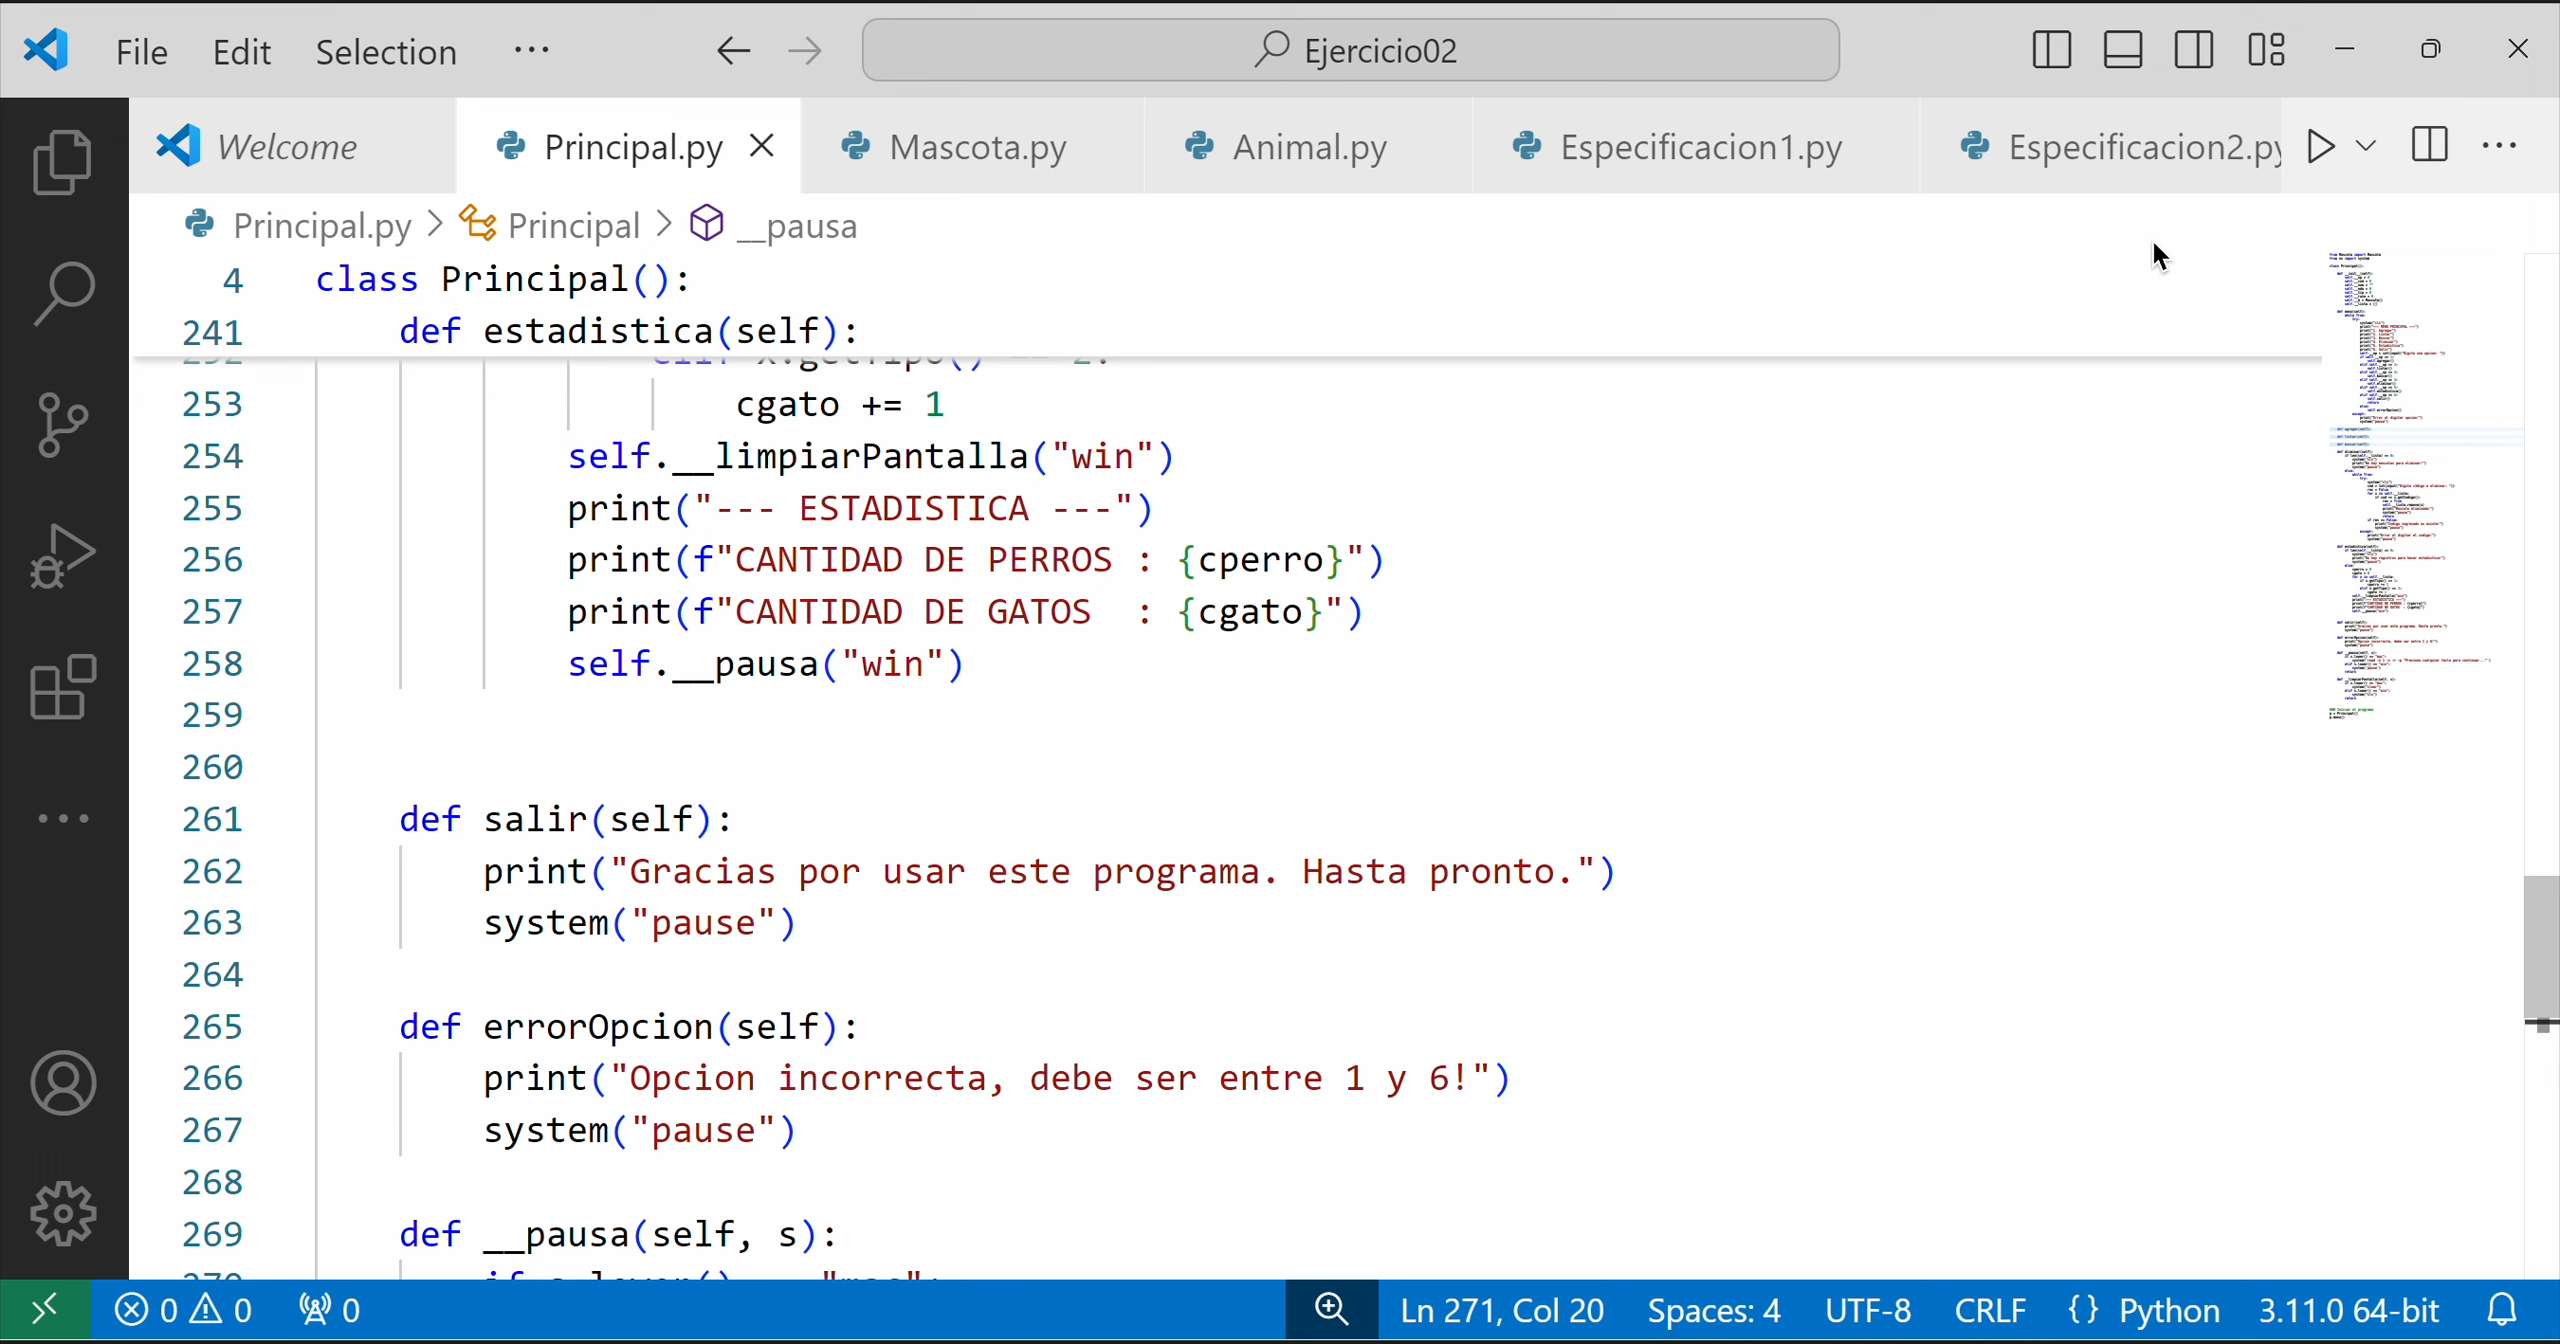 File Edit Selection ··· Ejercicio02
Welcome Principal.py Mascota.py Animal.py Especificacion1.py Especificacion2.py
Principal.py > Principal > __pausa
4 class Principal():
241 def estadistica(self):
253 cgato += 1
254 self.__limpiarPantalla("win")
255 print("--- ESTADISTICA ---")
256 print(f"CANTIDAD DE PERROS : {cperro}")
257 print(f"CANTIDAD DE GATOS  : {cgato}")
258 self.__pausa("win")
259
260
261 def salir(self):
262 print("Gracias por usar este programa. Hasta pronto.")
263 system("pause")
264
265 def errorOpcion(self):
266 print("Opcion incorrecta, debe ser entre 1 y 6!")
267 system("pause")
268
269 def __pausa(self, s):
0 0 0 Ln 271, Col 20 Spaces: 4 UTF-8 CRLF {} Python 3.11.0 64-bit